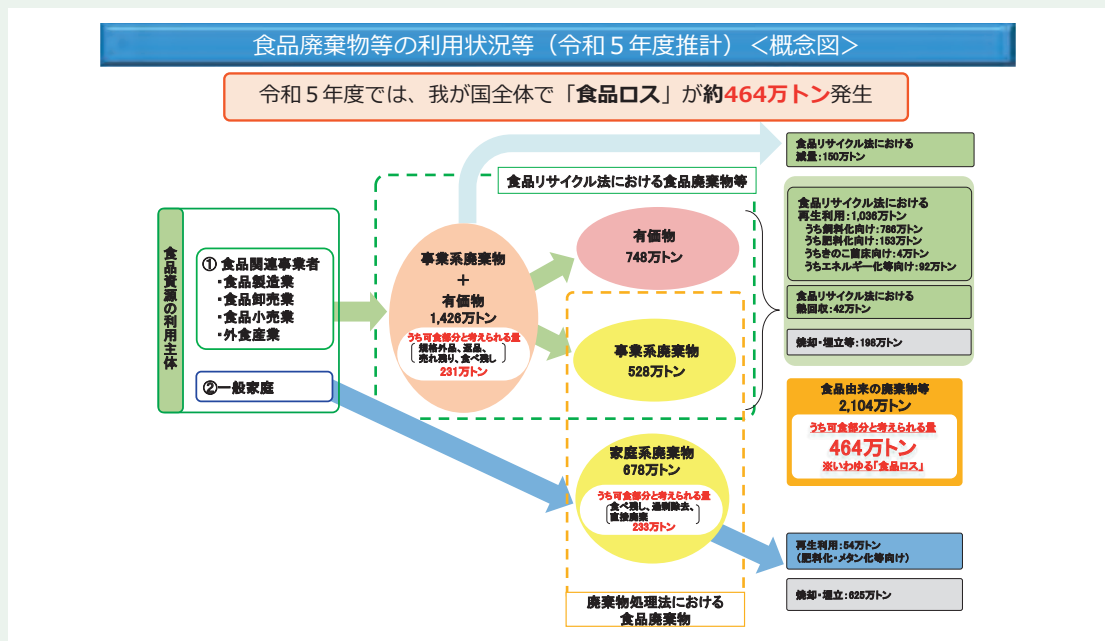 食品廃棄物等の利用状況等（令和５年度推計）＜概念図＞
令和５年度では、我が国全体で「食品ロス」が約464万トン発生
食品リサイクル法における
減量：150万トン
食品リサイクル法における食品廃棄物等
食品資源の利用主体
① 食品関連事業者
・食品製造業
・食品卸売業
・食品小売業
・外食産業
②一般家庭
事業系廃棄物
＋
有価物
1,426万トン
うち可食部分と考えられる量
規格外品、返品、
売れ残り、食べ残し
231万トン
有価物
748万トン
事業系廃棄物
528万トン
家庭系廃棄物
678万トン
うち可食部分と考えられる量
食べ残し、過剰除去、
直接廃棄
233万トン
廃棄物処理法における
食品廃棄物
食品リサイクル法における
再生利用：1,036万トン
うち飼料化向け：786万トン
うち肥料化向け：153万トン
うちきのこ菌床向け：4万トン
うちエネルギー化等向け：92万トン
食品リサイクル法における
熱回収：42万トン
焼却・埋立等：198万トン
食品由来の廃棄物等
2,104万トン
うち可食部分と考えられる量
464万トン
※いわゆる「食品ロス」
再生利用：54万トン
（肥料化・メタン化等向け）
焼却・埋立：625万トン